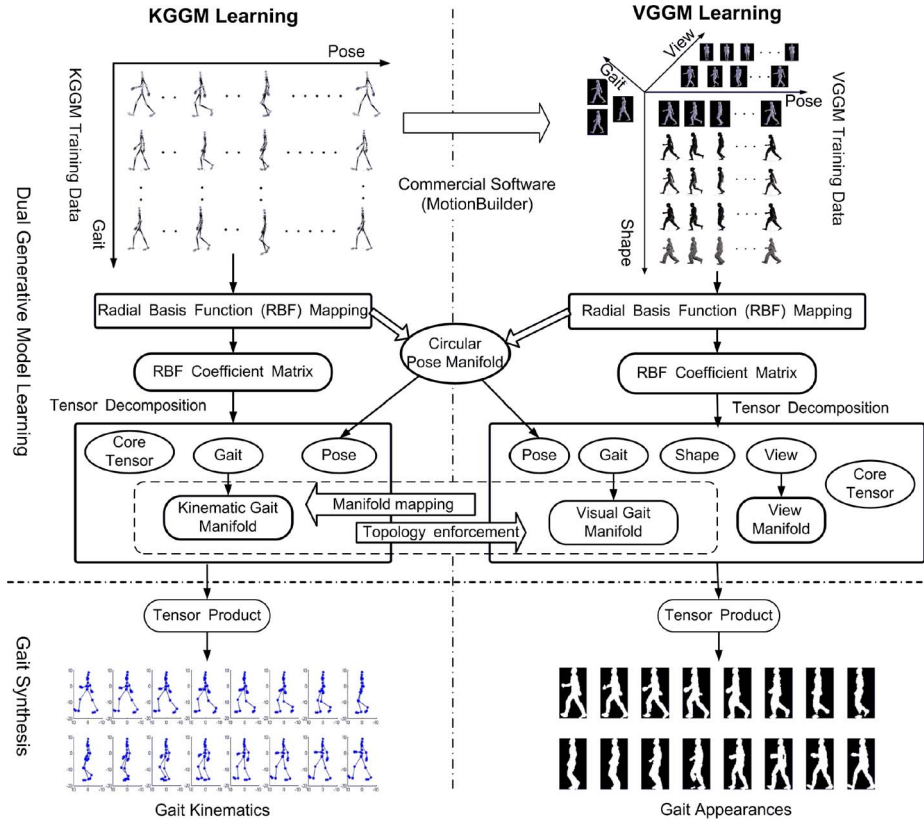 KGGM Learning
VGGM Learning
Pose
KGGM Training Data
Gait
View
Gait
Pose
VGGM Training Data
Shape
Commercial Software
(MotionBuilder)
Dual Generative Model Learning
Radial Basis Function (RBF) Mapping
Radial Basis Function (RBF) Mapping
Circular
Pose Manifold
RBF Coefficient Matrix
RBF Coefficient Matrix
Tensor Decomposition
Tensor Decomposition
Core
Tensor
Gait
Pose
Pose
Gait
Shape
View
Core
Tensor
Kinematic Gait
Manifold
Manifold mapping
Topology enforcement
Visual Gait
Manifold
View
Manifold
Gait Synthesis
Tensor Product
Tensor Product
Gait Kinematics
Gait Appearances